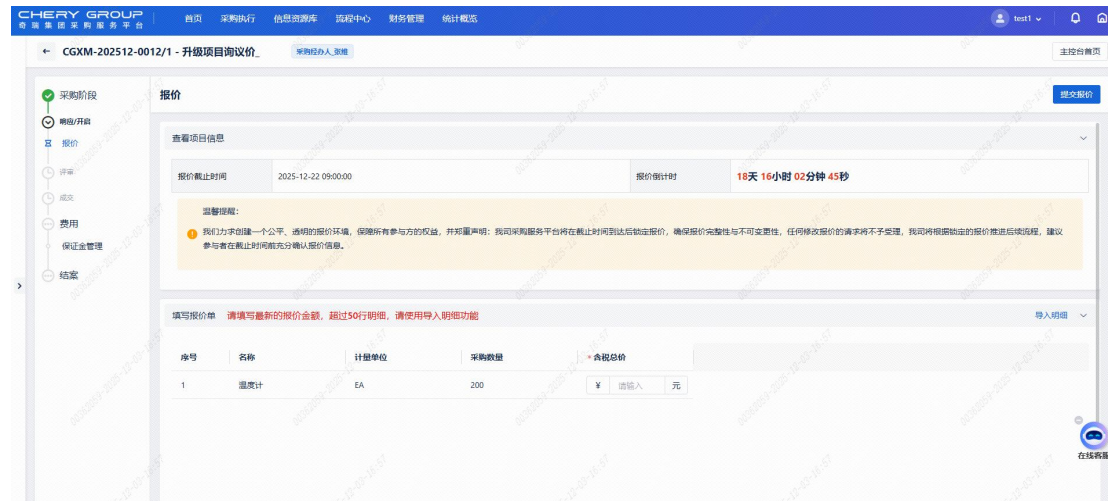 CHERY GROUP
奇瑞集团采购服务平台
首页 采购执行 信息资源库 流程中心 财务管理 统计概览
test1
CGXM-202512-0012/1 - 升级项目询议价_
采购经办人_张维
主控台首页
采购阶段
响应/开启
报价
评审
成交
费用
保证金管理
结案
报价
提交报价
查看项目信息
报价截止时间 2025-12-22 09:00:00 报价倒计时 18天 16小时 02分钟 45秒
温馨提醒:
我们力求创建一个公平、透明的报价环境,保障所有参与方的权益,并郑重声明:我司采购服务平台将在截止时间到达后锁定报价,确保报价完整性与不可变更性,任何修改报价的请求将不予受理,我司将根据锁定的报价推进后续流程,建议
参与者在截止时间前充分确认报价信息。
填写报价单 请填写最新的报价金额,超过50行明细,请使用导入明细功能
导入明细
序号 名称 计量单位 采购数量 * 含税总价
1 温度计 EA 200 ¥ 请输入 元
在线客服